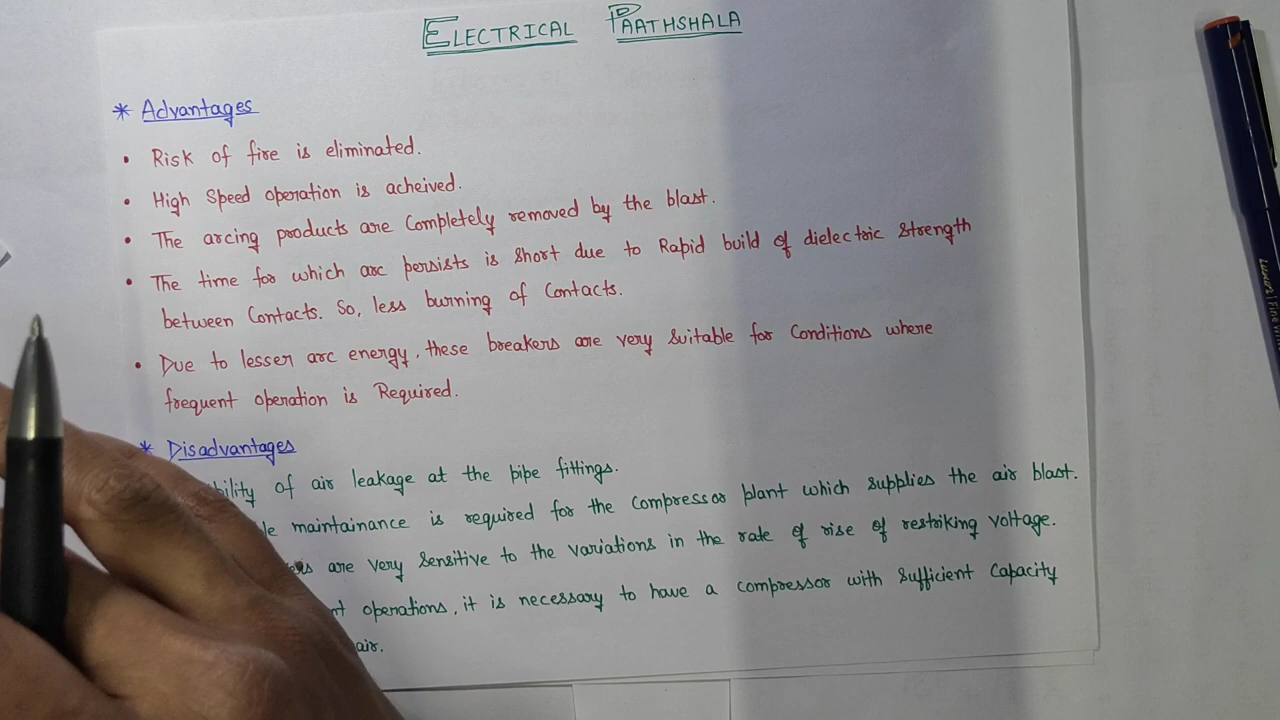 ELECTRICAL PAATHSHALA
* Advantages
• Risk of fire is eliminated.
• High Speed operation is acheived.
• The arcing products are Completely removed by the blast.
• The time for which arc persists is short due to Rapid build of dielectric strength
between Contacts. So, less burning of Contacts.
• Due to lesser arc energy, these breakers are very suitable for Conditions where
frequent operation is Required.
* Disadvantages
of air leakage at the pipe fittings.
maintainance is required for the Compressor plant which supplies the air blast.
are very sensitive to the variations in the rate of rise of restriking voltage.
operations, it is necessary to have a compressor with sufficient Capacity
air.
LUXOR